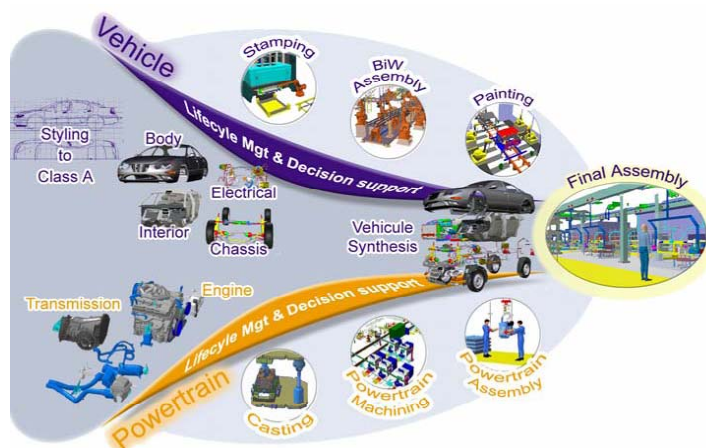 Vehicle
Stamping
BiW
Assembly
Painting
Lifecyle Mgt & Decision support
Styling
to
Class A
Body
Electrical
Interior
Chassis
Vehicule
Synthesis
Final Assembly
Transmission
Engine
Lifecyle Mgt & Decision support
Powertrain
Casting
Powertrain
Machining
Powertrain
Assembly